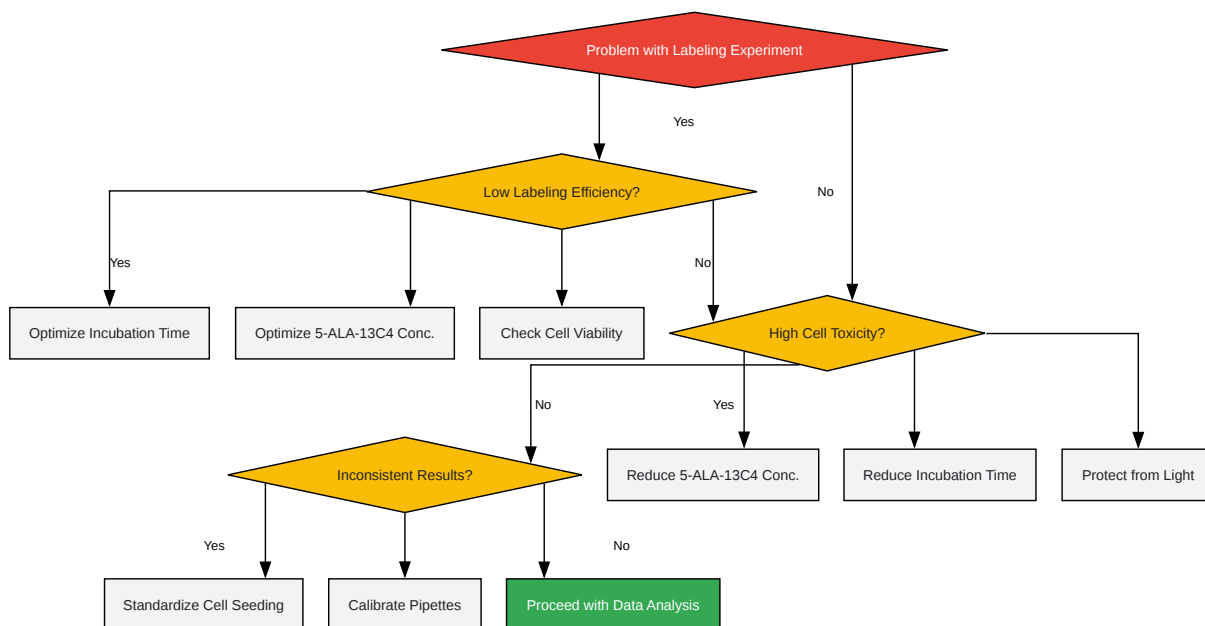 Problem with Labeling Experiment
Yes
Low Labeling Efficiency?
No
Yes
No
Optimize Incubation Time
Optimize 5-ALA-13C4 Conc.
Check Cell Viability
High Cell Toxicity?
No
Yes
Inconsistent Results?
Reduce 5-ALA-13C4 Conc.
Reduce Incubation Time
Protect from Light
Yes
No
Standardize Cell Seeding
Calibrate Pipettes
Proceed with Data Analysis